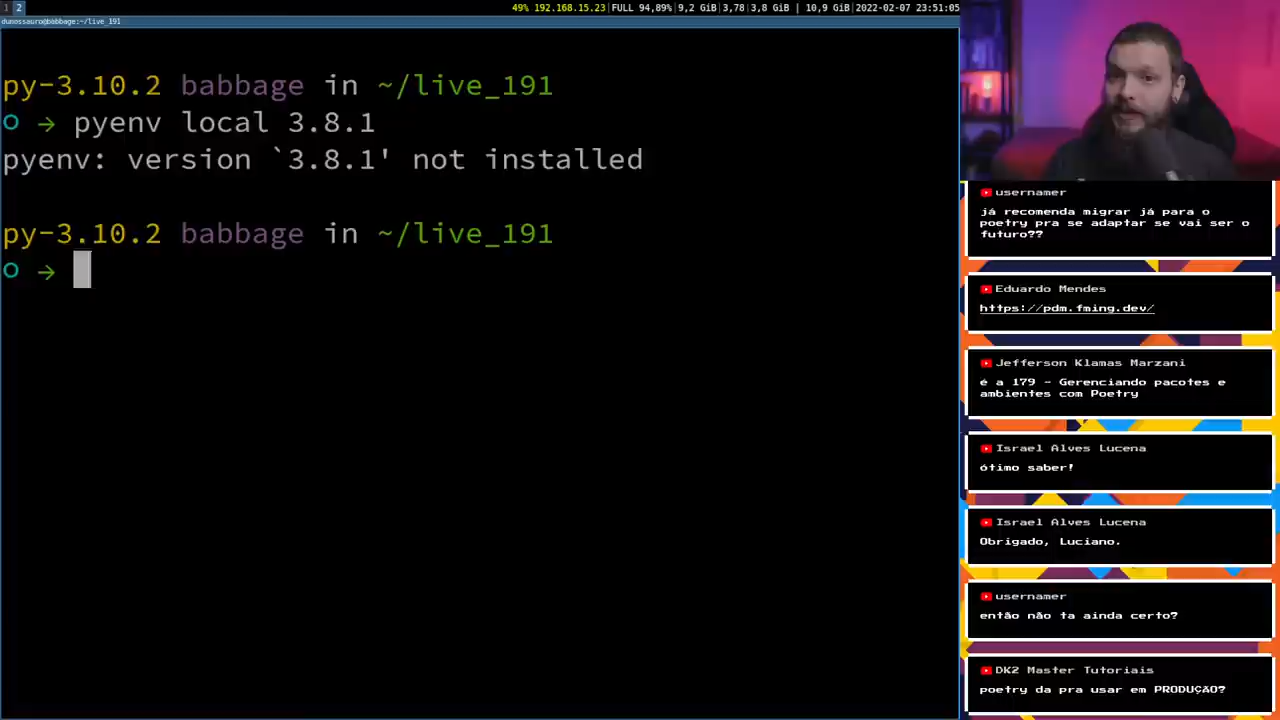 1 2
49% 192.168.15.23|FULL 94,89%|9,2 GiB|3,78|3,8 GiB | 10,9 GiB|2022-02-07 23:51:05
dunossauro@babbage:~/live_191
py-3.10.2 babbage in ~/live_191
○ → pyenv local 3.8.1
pyenv: version `3.8.1' not installed
py-3.10.2 babbage in ~/live_191
○ →
usernamer
já recomenda migrar já para o
poetry pra se adaptar se vai ser o
futuro??
Eduardo Mendes
https://pdm.fming.dev/
Jefferson Klamas Marzani
é a 179 - Gerenciando pacotes e
ambientes com Poetry
Israel Alves Lucena
ótimo saber!
Israel Alves Lucena
Obrigado, Luciano.
usernamer
então não ta ainda certo?
DK2 Master Tutoriais
poetry da pra usar em PRODUÇÃO?